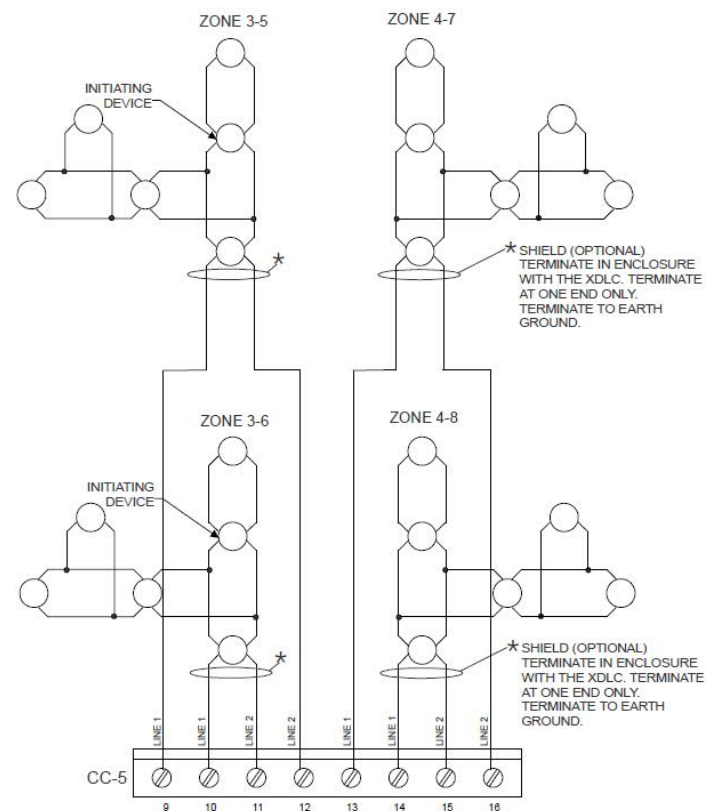 ZONE 3-5
ZONE 4-7
INITIATING
DEVICE
*
* SHIELD (OPTIONAL)
TERMINATE IN ENCLOSURE
WITH THE XDLC. TERMINATE
AT ONE END ONLY.
TERMINATE TO EARTH
GROUND.
ZONE 3-6
ZONE 4-8
INITIATING
DEVICE
*
* SHIELD (OPTIONAL)
TERMINATE IN ENCLOSURE
WITH THE XDLC. TERMINATE
AT ONE END ONLY.
TERMINATE TO EARTH
GROUND.
LINE 1
LINE 1
LINE 2
LINE 2
LINE 1
LINE 1
LINE 2
LINE 2
CC-5
9 10 11 12 13 14 15 16